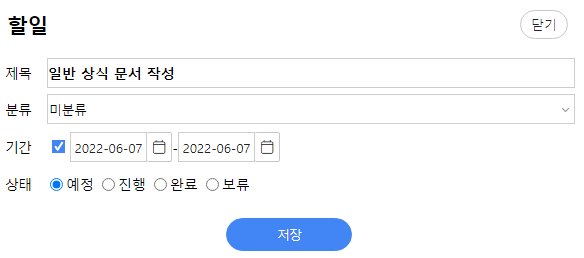 할일 닫기
제목 일반 상식 문서 작성
분류 미분류
기간 2022-06-07 - 2022-06-07
상태 예정 진행 완료 보류
저장